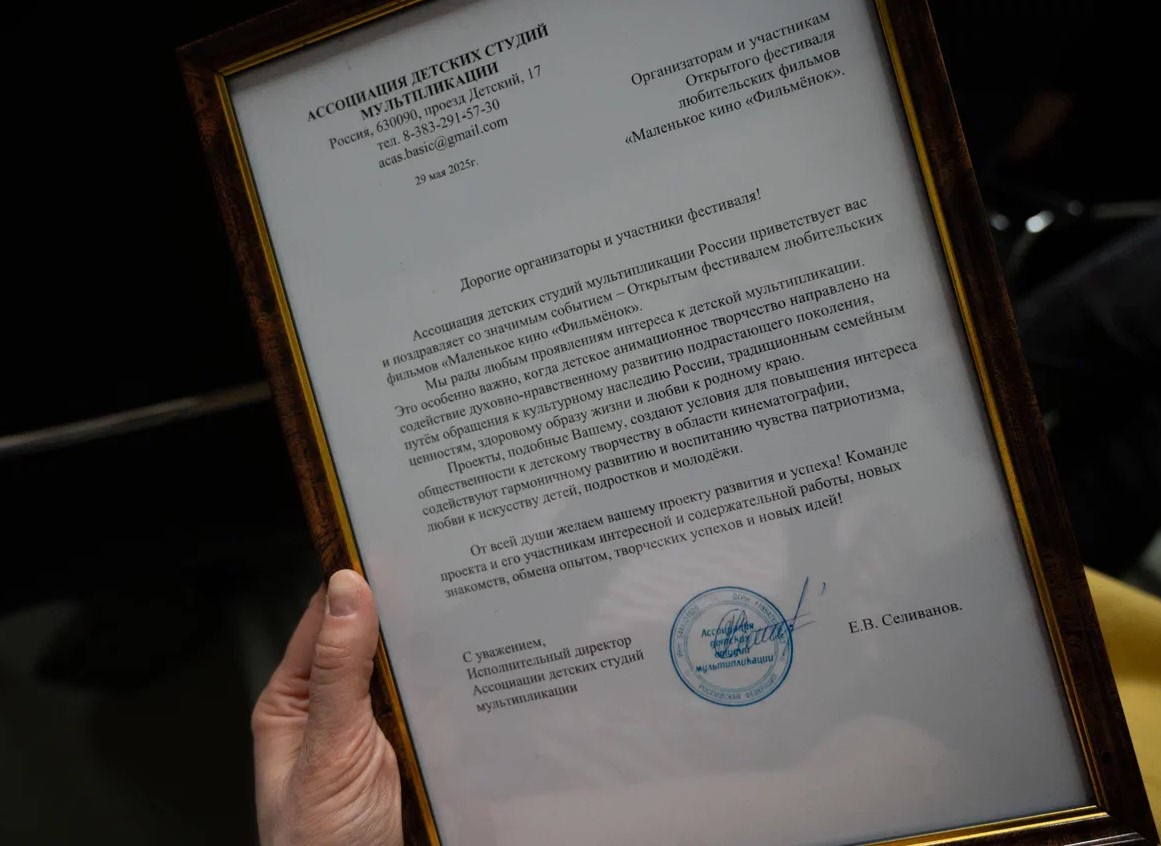 АССОЦИАЦИЯ ДЕТСКИХ СТУДИЙ
МУЛЬТПЛИКАЦИИ
Россия, 630090, проезд Детский, 17
тел. 8-383-291-57-30
acas.basic@gmail.com
29 мая 2025г.
Организаторам и участникам
Открытого фестиваля
любительских фильмов
«Маленькое кино «Фильмёнок».
Дорогие организаторы и участники фестиваля!
Ассоциация детских студий мультипликации России приветствует вас
и поздравляет со значимым событием – Открытым фестивалем любительских
фильмов «Маленькое кино «Фильмёнок».
Мы рады любым проявлениям интереса к детской мультипликации.
Это особенно важно, когда детское анимационное творчество направлено на
содействие духовно-нравственному развитию подрастающего поколения,
путём обращения к культурному наследию России, традиционным семейным
ценностям, здоровому образу жизни и любви к родному краю.
Проекты, подобные Вашему, создают условия для повышения интереса
общественности к детскому творчеству в области кинематографии,
содействуют гармоничному развитию и воспитанию чувства патриотизма,
любви к искусству детей, подростков и молодёжи.
От всей души желаем вашему проекту развития и успеха! Команде
проекта и его участникам интересной и содержательной работы, новых
знакомств, обмена опытом, творческих успехов и новых идей!
С уважением,
Исполнительный директор
Ассоциации детских студий
мультипликации
Ассоциация
детских
студий
мультипликации
РОССИЙСКАЯ ФЕДЕРАЦИЯ
Е.В. Селиванов.